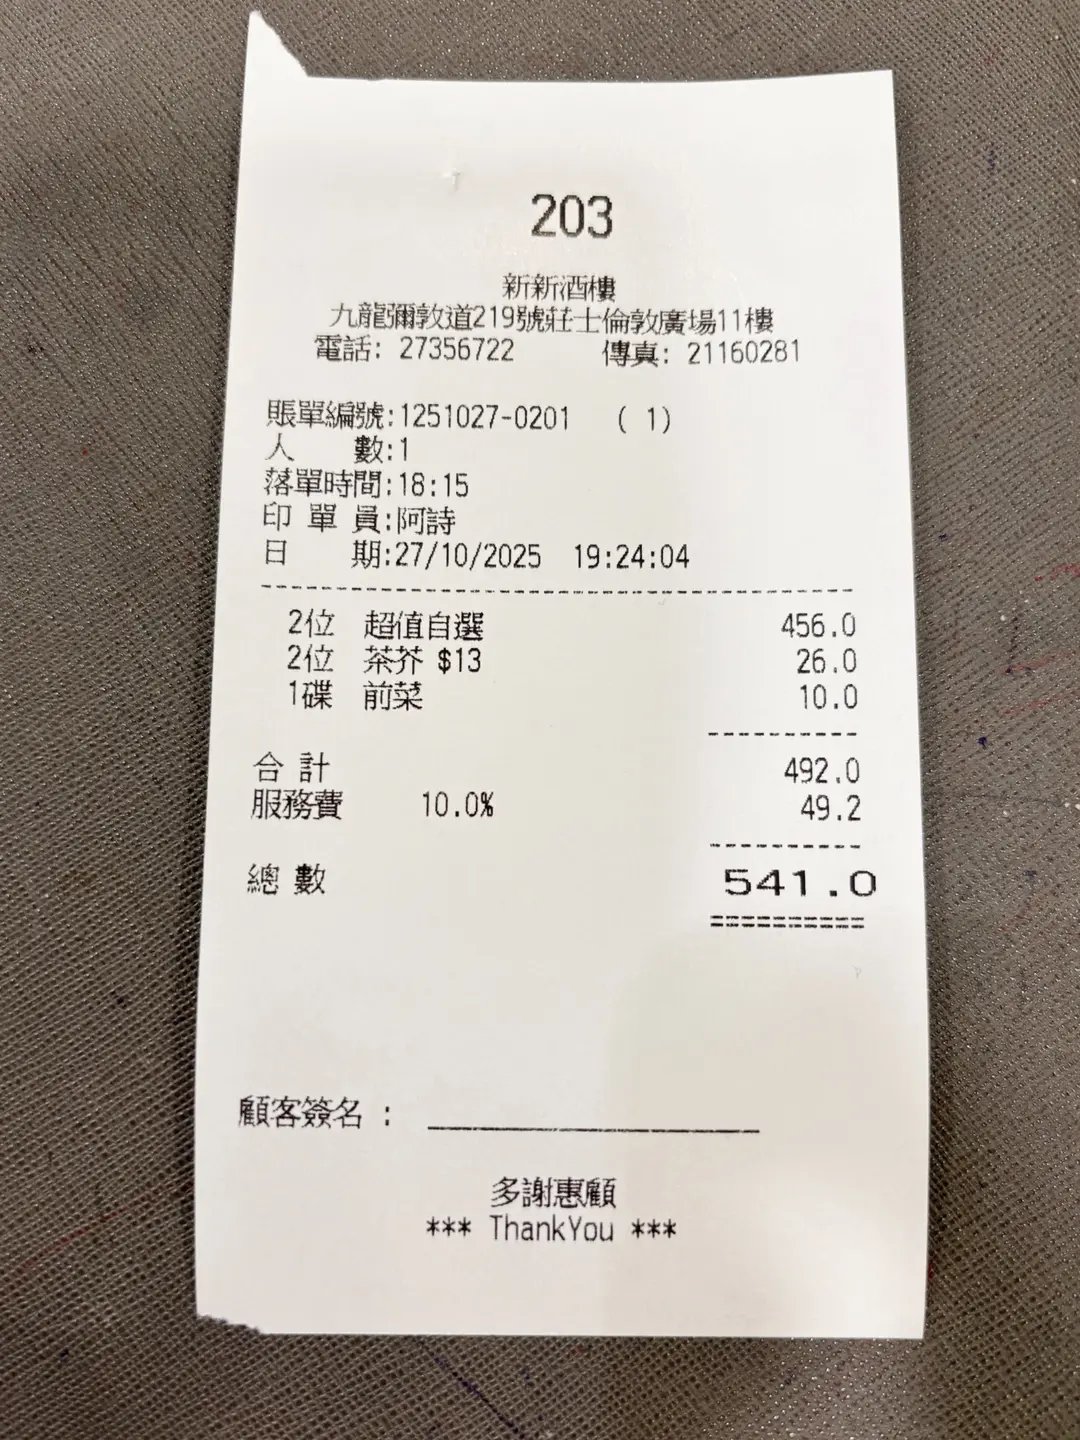 203
新新酒樓
九龍彌敦道219號莊士倫敦廣場11樓
電話: 27356722 傳真: 21160281
賬單編號:1251027-0201 ( 1)
人 數:1
落單時間:18:15
印 單 員:阿詩
日 期:27/10/2025 19:24:04
2位 超值自選 456.0
2位 茶芥 $13 26.0
1碟 前菜 10.0
合 計 492.0
服務費 10.0% 49.2
總 數 541.0
顧客簽名 :
多謝惠顧
*** ThankYou ***